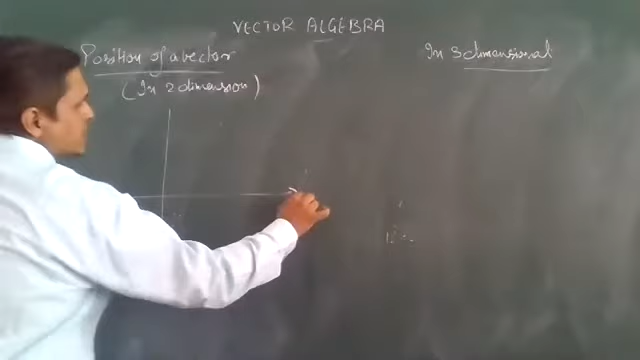 VECTOR ALGEBRA
Position of a vector
(In 2 dimension)
In 3 dimensional